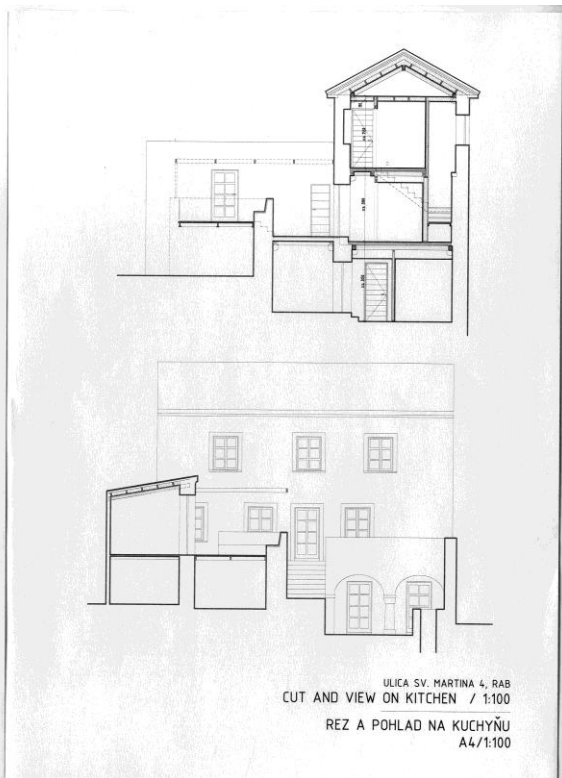 ULICA SV. MARTINA 4, RAB
CUT AND VIEW ON KITCHEN / 1:100
REZ A POHLAD NA KUCHYŇU
A4/1:100